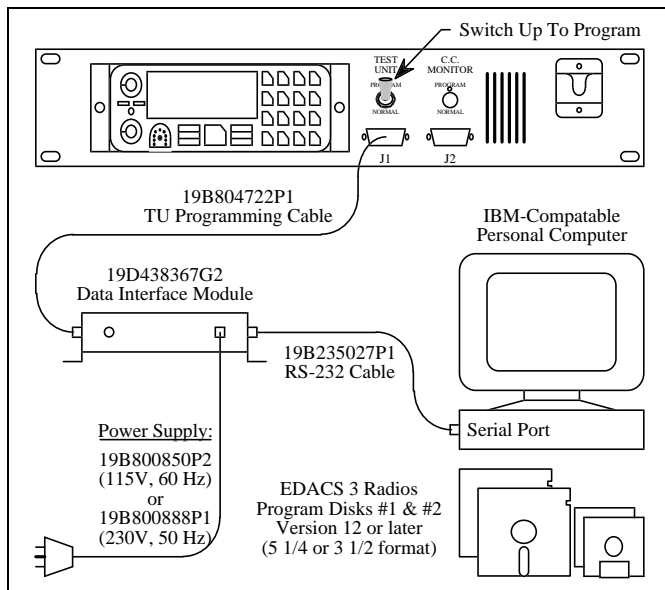 Switch Up To Program
TEST
UNIT
PROGRAM
NORMAL
C.C.
MONITOR
PROGRAM
NORMAL
J1
J2
19B804722P1
TU Programming Cable
IBM-Compatable
Personal Computer
19D438367G2
Data Interface Module
19B235027P1
RS-232 Cable
Serial Port
Power Supply:
19B800850P2
(115V, 60 Hz)
or
19B800888P1
(230V, 50 Hz)
EDACS 3 Radios
Program Disks #1 & #2
Version 12 or later
(5 1/4 or 3 1/2 format)